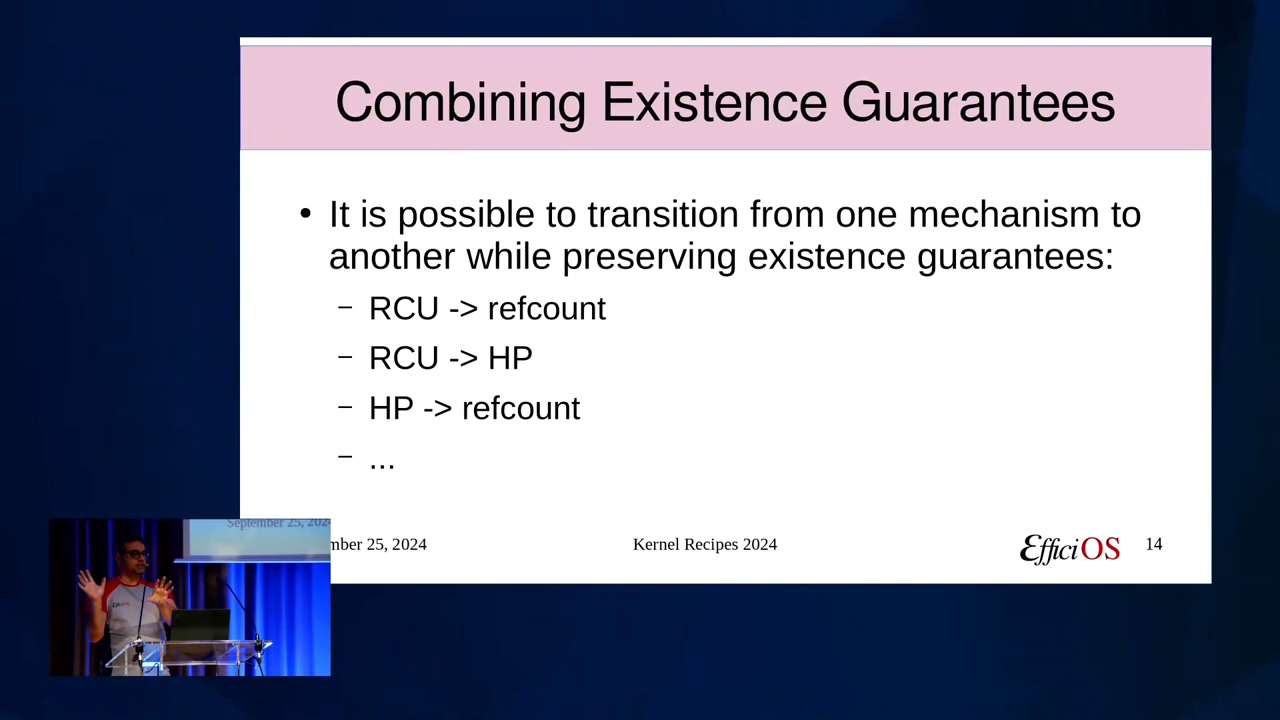 Combining Existence Guarantees
• It is possible to transition from one mechanism to
another while preserving existence guarantees:
– RCU -> refcount
– RCU -> HP
– HP -> refcount
– ...
September 25, 202
mber 25, 2024
Kernel Recipes 2024
EfficiOS
14